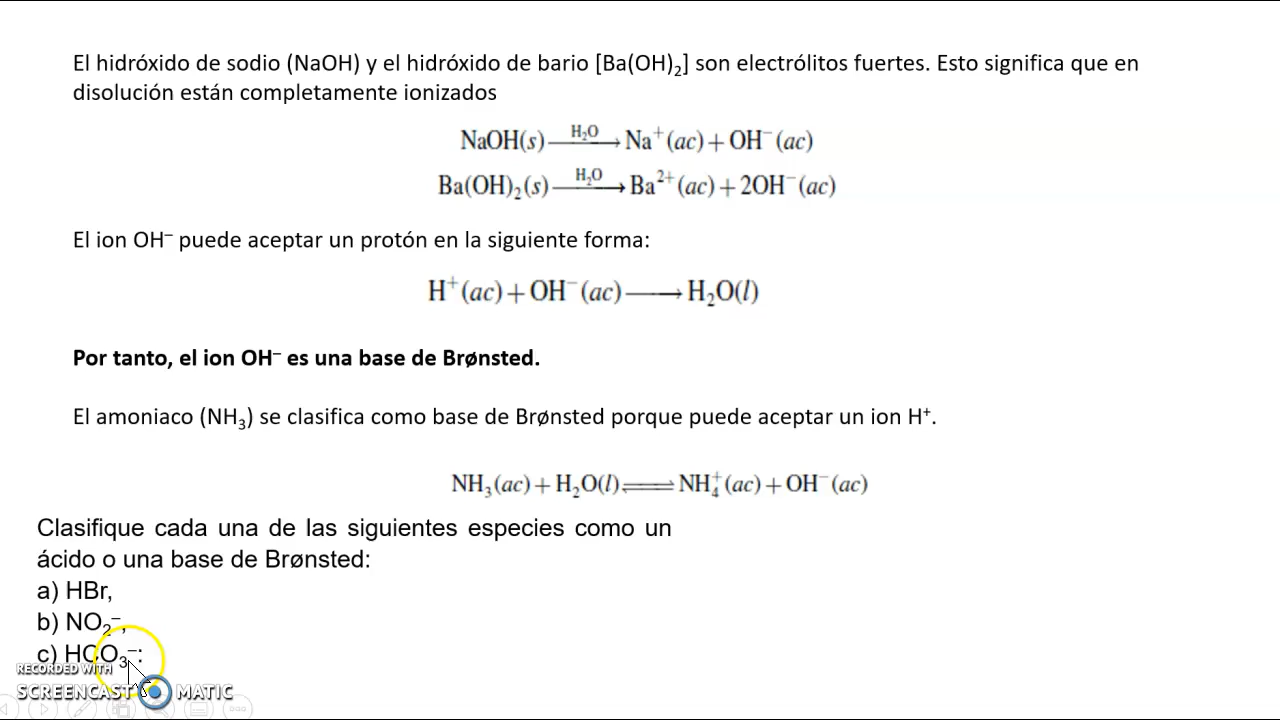 El hidróxido de sodio (NaOH) y el hidróxido de bario [Ba(OH)₂] son electrólitos fuertes. Esto significa que en
disolución están completamente ionizados
NaOH(s) —H₂O→ Na⁺(ac) + OH⁻(ac)
Ba(OH)₂(s) —H₂O→ Ba²⁺(ac) + 2OH⁻(ac)
El ion OH⁻ puede aceptar un protón en la siguiente forma:
H⁺(ac) + OH⁻(ac) ⟶ H₂O(l)
Por tanto, el ion OH⁻ es una base de Brønsted.
El amoniaco (NH₃) se clasifica como base de Brønsted porque puede aceptar un ion H⁺.
NH₃(ac) + H₂O(l) ⇌ NH₄⁺(ac) + OH⁻(ac)
Clasifique cada una de las siguientes especies como un
ácido o una base de Brønsted:
a) HBr,
b) NO₂⁻,
c) HCO₃⁻:
RECORDED WITH
SCREENCAST MATIC